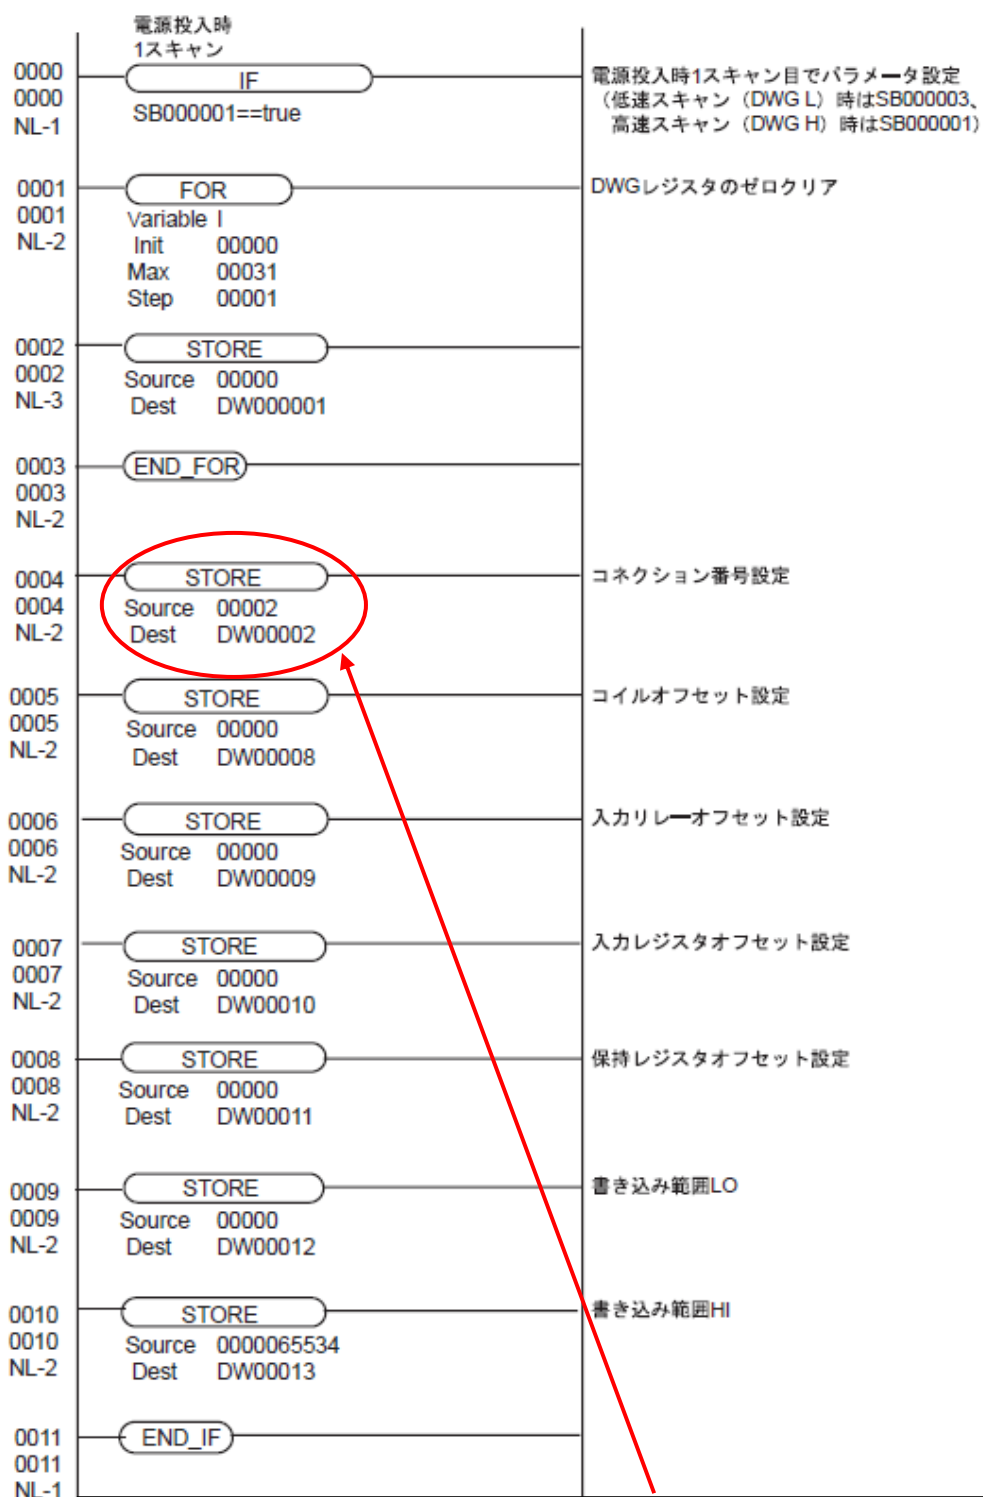 電源投入時
1スキャン
0000
0000
NL-1
IF
SB000001==true
電源投入時1スキャン目でパラメータ設定
（低速スキャン（DWG L）時はSB000003、
高速スキャン（DWG H）時はSB000001）
0001
0001
NL-2
FOR
Variable I
Init 00000
Max 00031
Step 00001
DWGレジスタのゼロクリア
0002
0002
NL-3
STORE
Source 00000
Dest DW000001
0003
0003
NL-2
END_FOR
0004
0004
NL-2
STORE
Source 00002
Dest DW00002
コネクション番号設定
0005
0005
NL-2
STORE
Source 00000
Dest DW00008
コイルオフセット設定
0006
0006
NL-2
STORE
Source 00000
Dest DW00009
入力リレーオフセット設定
0007
0007
NL-2
STORE
Source 00000
Dest DW00010
入力レジスタオフセット設定
0008
0008
NL-2
STORE
Source 00000
Dest DW00011
保持レジスタオフセット設定
0009
0009
NL-2
STORE
Source 00000
Dest DW00012
書き込み範囲LO
0010
0010
NL-2
STORE
Source 0000065534
Dest DW00013
書き込み範囲HI
0011
0011
NL-1
END_IF